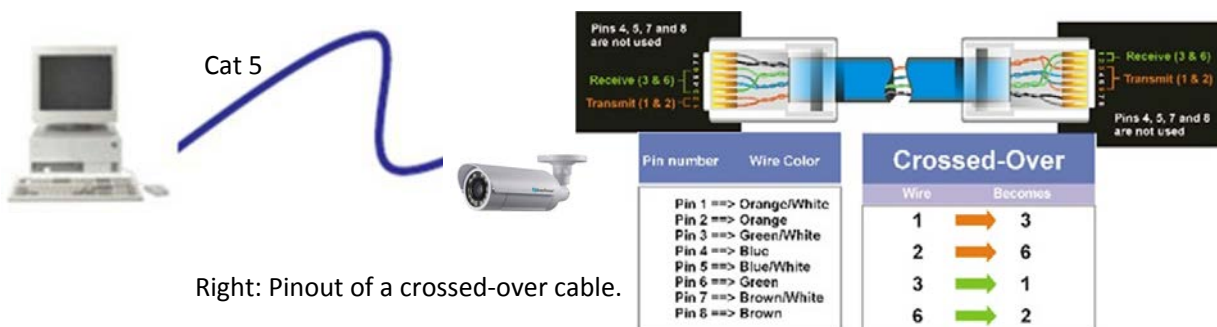 Cat 5
Right: Pinout of a crossed-over cable.
Pins 4, 5, 7 and 8
are not used
Receive (3 & 6)
Transmit (1 & 2)
Receive (3 & 6)
Transmit (1 & 2)
Pins 4, 5, 7 and 8
are not used
Pin number Wire Color
Pin 1 ==> Orange/White
Pin 2 ==> Orange
Pin 3 ==> Green/White
Pin 4 ==> Blue
Pin 5 ==> Blue/White
Pin 6 ==> Green
Pin 7 ==> Brown/White
Pin 8 ==> Brown
Crossed-Over
Wire Becomes
1 3
2 6
3 1
6 2